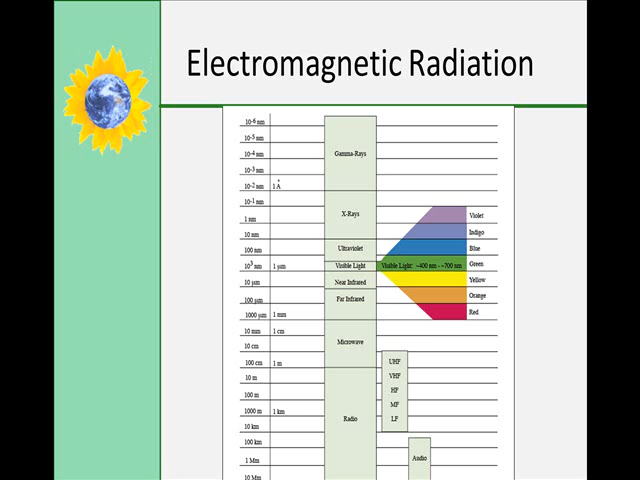 Electromagnetic Radiation
10-6 nm
10-5 nm
10-4 nm
Gamma-Rays
10-3 nm
10-2 nm 1 Å
10-1 nm
1 nm X-Rays Violet
10 nm Indigo
100 nm Ultraviolet Blue
10³ nm 1 μm Visible Light Visible Light: ~400 nm - ~700 nm Green
10 μm Near Infrared Yellow
100 μm Far Infrared Orange
1000 μm 1 mm Red
10 mm 1 cm
10 cm Microwave
100 cm 1 m UHF
10 m VHF
100 m HF
1000 m 1 km MF
10 km Radio LF
100 km
1 Mm Audio
10 Mm